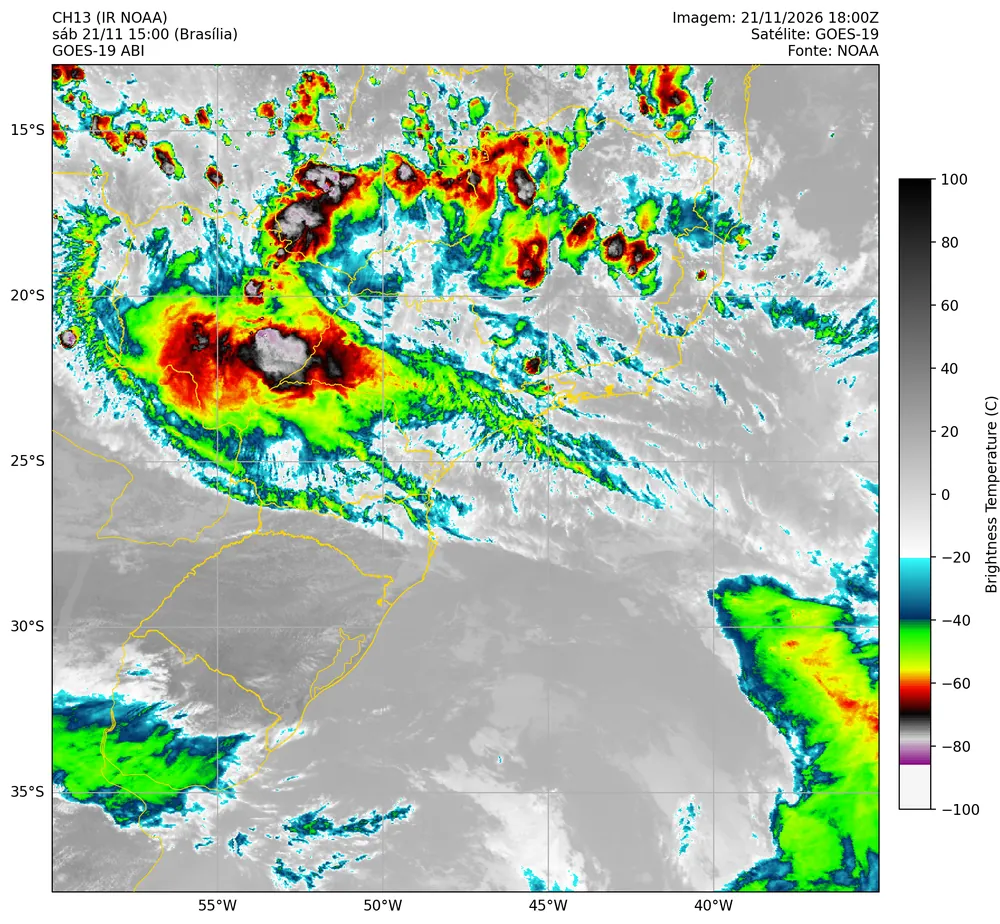 CH13 (IR NOAA)
sáb 21/11 15:00 (Brasília)
GOES-19 ABI
Imagem: 21/11/2026 18:00Z
Satélite: GOES-19
Fonte: NOAA
15°S
20°S
25°S
30°S
35°S
55°W
50°W
45°W
40°W
100
80
60
40
20
0
−20
−40
−60
−80
−100
Brightness Temperature (C)